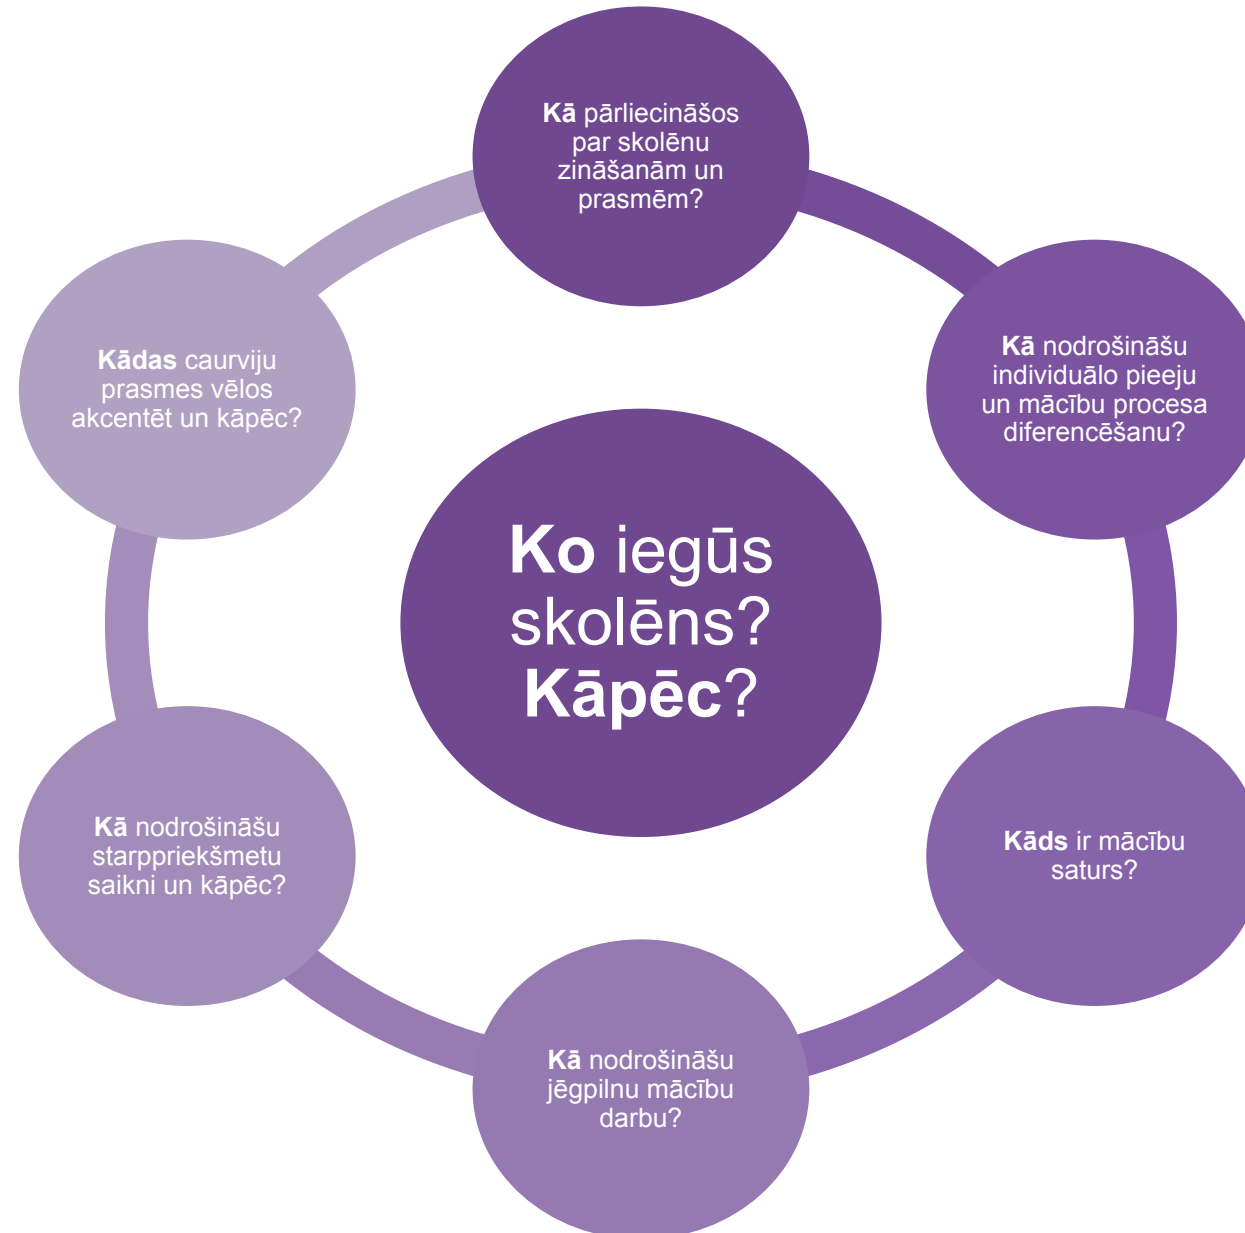 Kā pārliecināšos
par skolēnu
zināšanām un
prasmēm?
Kā nodrošināšu
individuālo pieeju
un mācību procesa
diferencēšanu?
Kāds ir mācību
saturs?
Kā nodrošināšu
jēgpilnu mācību
darbu?
Kā nodrošināšu
starppriekšmetu
saikni un kāpēc?
Kādas caurviju
prasmes vēlos
akcentēt un kāpēc?
Ko iegūs
skolēns?
Kāpēc?